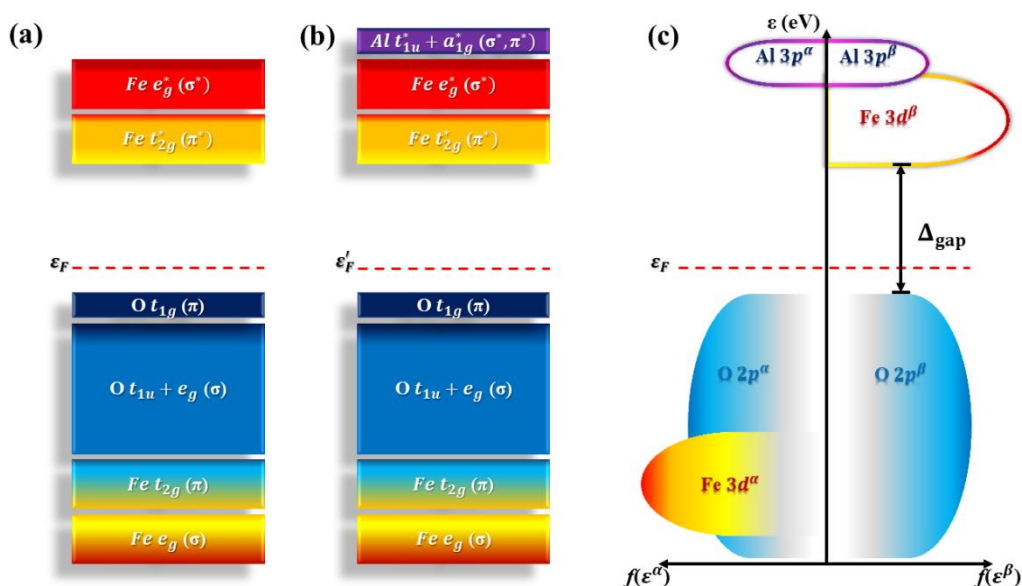 (a)
Fe e*g (σ*)
Fe t*2g (π*)
εF
O t1g (π)
O t1u + eg (σ)
Fe t2g (π)
Fe eg (σ)
(b)
Al t*1u + a*1g (σ*, π*)
Fe e*g (σ*)
Fe t*2g (π*)
ε′F
O t1g (π)
O t1u + eg (σ)
Fe t2g (π)
Fe eg (σ)
(c)
ε (eV)
Al 3pα Al 3pβ
Fe 3dβ
Δgap
εF
O 2pα O 2pβ
Fe 3dα
f(εα) f(εβ)